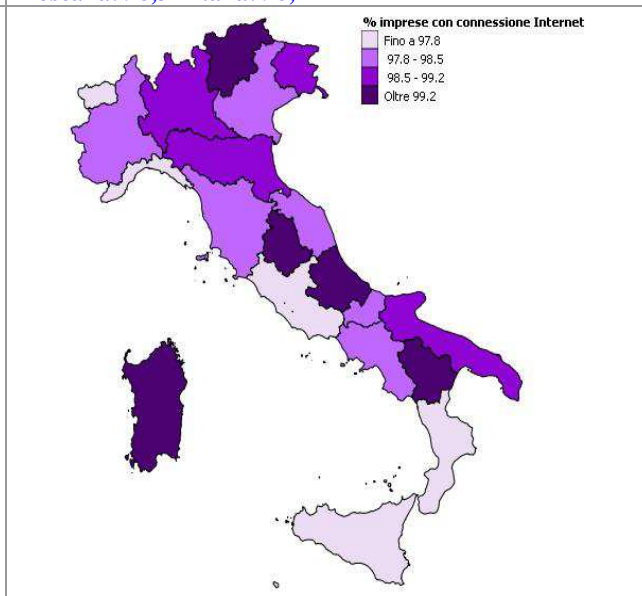 % imprese con connessione Internet
Fino a 97.8
97.8 - 98.5
98.5 - 99.2
Oltre 99.2